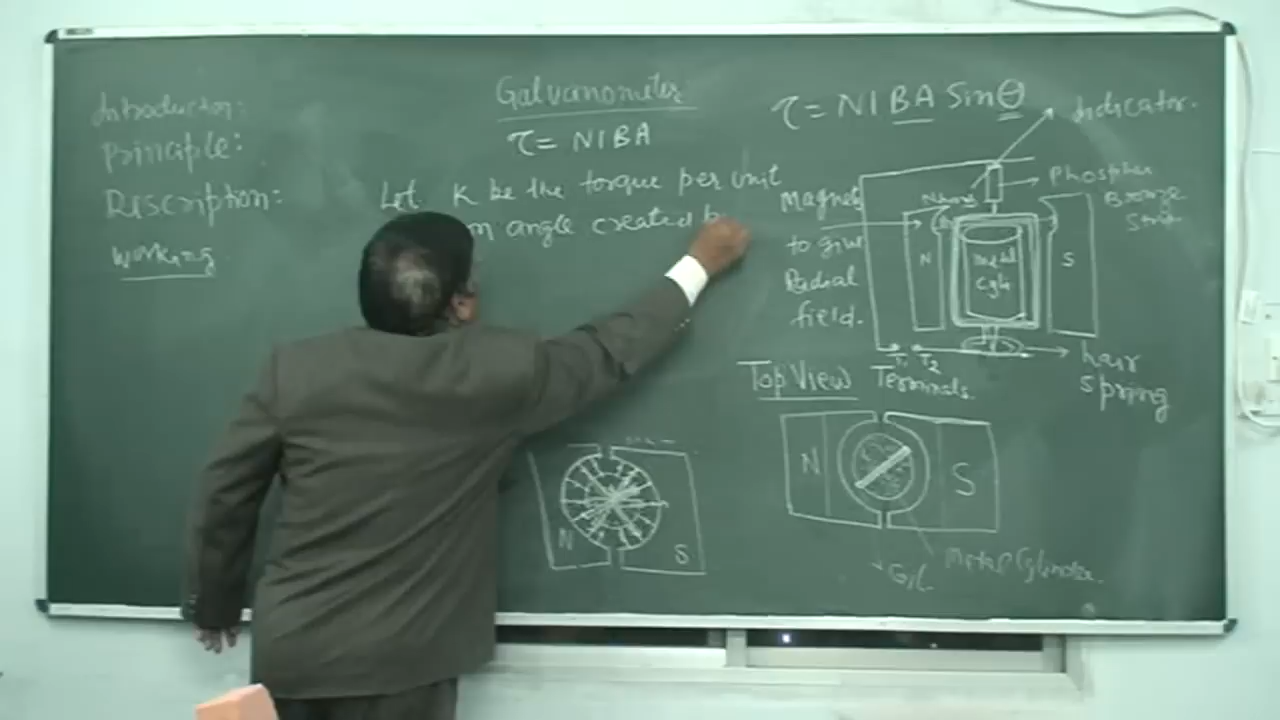 Introduction:
Principle:
Description:
Working
Galvanometer
τ = NIBA
Let K be the torque per unit
angle created
τ = NIBA Sinθ
Indicator.
Phosphor
Bronze
Strip
Magnet
to give
Radial
field.
N
metal
Cyl
S
T1 T2
Terminals.
hair
spring
Top View
N
S
Metal Cylinder.
N
S